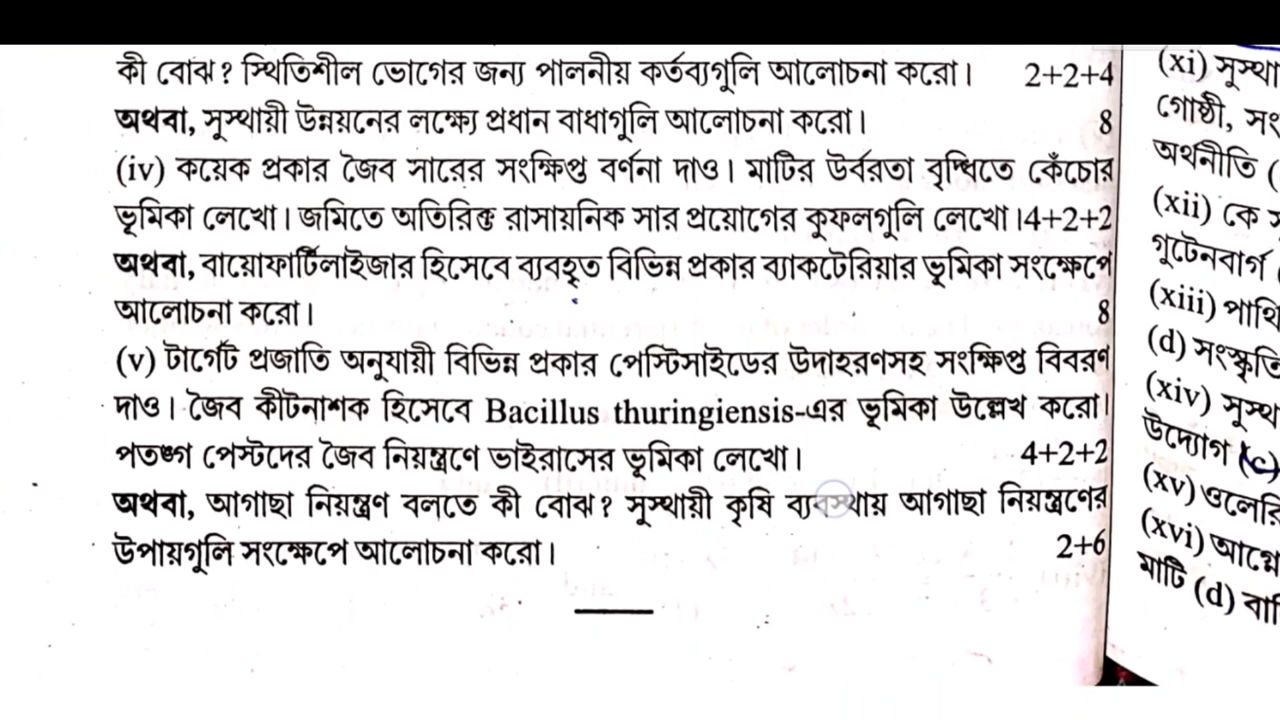 কী বোঝ? স্থিতিশীল ভোগের জন্য পালনীয় কর্তব্যগুলি আলোচনা করো। 2+2+4
অথবা, সুস্থায়ী উন্নয়নের লক্ষ্যে প্রধান বাধাগুলি আলোচনা করো। 8
(iv) কয়েক প্রকার জৈব সারের সংক্ষিপ্ত বর্ণনা দাও। মাটির উর্বরতা বৃদ্ধিতে কেঁচোর
ভূমিকা লেখো। জমিতে অতিরিক্ত রাসায়নিক সার প্রয়োগের কুফলগুলি লেখো।4+2+2
অথবা, বায়োফার্টিলাইজার হিসেবে ব্যবহৃত বিভিন্ন প্রকার ব্যাকটেরিয়ার ভূমিকা সংক্ষেপে
আলোচনা করো। 8
(v) টার্গেট প্রজাতি অনুযায়ী বিভিন্ন প্রকার পেস্টিসাইডের উদাহরণসহ সংক্ষিপ্ত বিবরণ
দাও। জৈব কীটনাশক হিসেবে Bacillus thuringiensis-এর ভূমিকা উল্লেখ করো।
পতঙ্গ পেস্টদের জৈব নিয়ন্ত্রণে ভাইরাসের ভূমিকা লেখো। 4+2+2
অথবা, আগাছা নিয়ন্ত্রণ বলতে কী বোঝ? সুস্থায়ী কৃষি ব্যবস্থায় আগাছা নিয়ন্ত্রণের
উপায়গুলি সংক্ষেপে আলোচনা করো। 2+6
(xi) সুস্থা
গোষ্ঠী, সং
অর্থনীতি (
(xii) কে
গুটেনবার্গ
(xiii) পার্থি
(d) সংস্কৃতি
(xiv) সুস্থ
উদ্যোগ (c)
(xv) ওলেরি
(xvi) আগ্নে
মাটি (d) বা